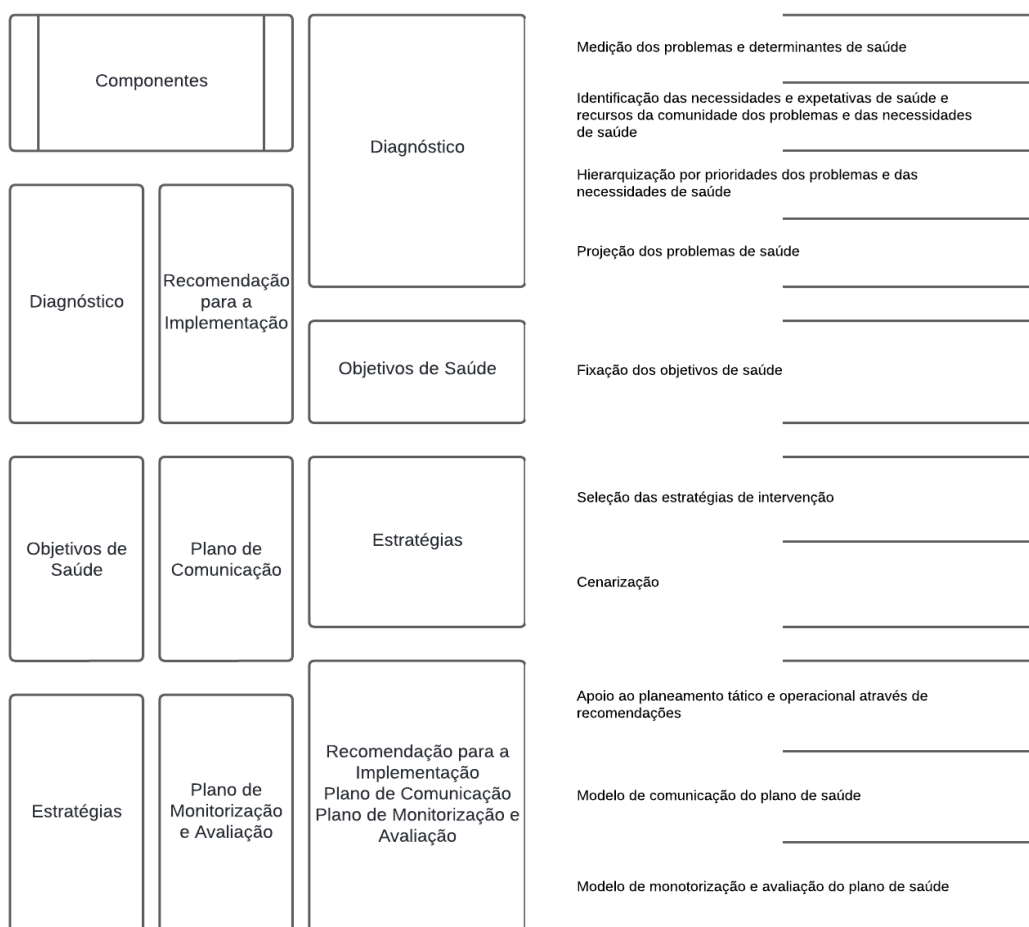 Componentes
Diagnóstico
Recomendação
para a
Implementação
Objetivos de
Saúde
Plano de
Comunicação
Estratégias
Plano de
Monitorização
e Avaliação
Diagnóstico
Medição dos problemas e determinantes de saúde
Identificação das necessidades e expetativas de saúde e
recursos da comunidade dos problemas e das necessidades
de saúde
Hierarquização por prioridades dos problemas e das
necessidades de saúde
Projeção dos problemas de saúde
Objetivos de Saúde
Fixação dos objetivos de saúde
Estratégias
Seleção das estratégias de intervenção
Cenarização
Recomendação para a
Implementação
Plano de Comunicação
Plano de Monitorização e
Avaliação
Apoio ao planeamento tático e operacional através de
recomendações
Modelo de comunicação do plano de saúde
Modelo de monotorização e avaliação do plano de saúde